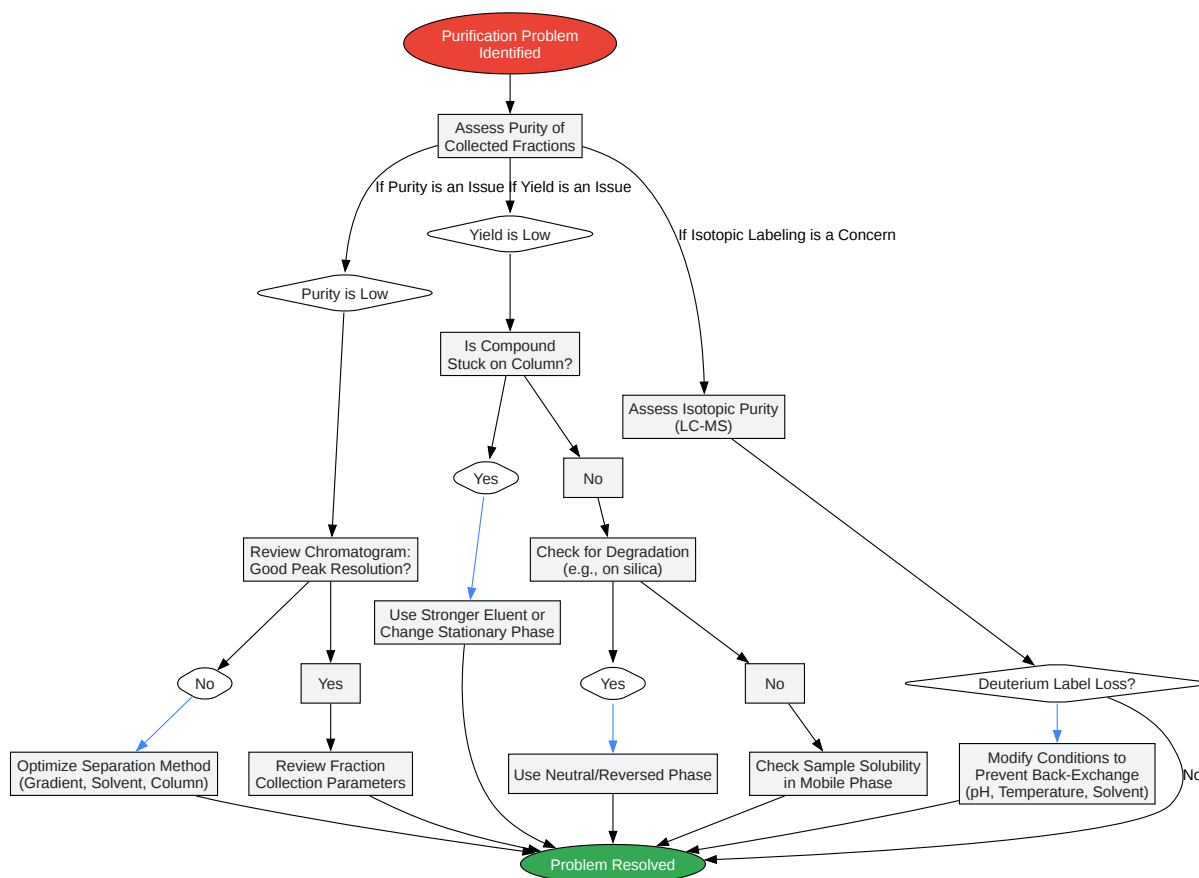 Purification Problem
Identified
Assess Purity of
Collected Fractions
If Purity is an Issue
If Yield is an Issue
If Isotopic Labeling is a Concern
Yield is Low
Purity is Low
Is Compound
Stuck on Column?
Assess Isotopic Purity
(LC-MS)
Yes
No
Review Chromatogram:
Good Peak Resolution?
Check for Degradation
(e.g., on silica)
Use Stronger Eluent or
Change Stationary Phase
No
Yes
Yes
No
Deuterium Label Loss?
Optimize Separation Method
(Gradient, Solvent, Column)
Review Fraction
Collection Parameters
Use Neutral/Reversed Phase
Check Sample Solubility
in Mobile Phase
Modify Conditions to
Prevent Back-Exchange
(pH, Temperature, Solvent)
No
Problem Resolved